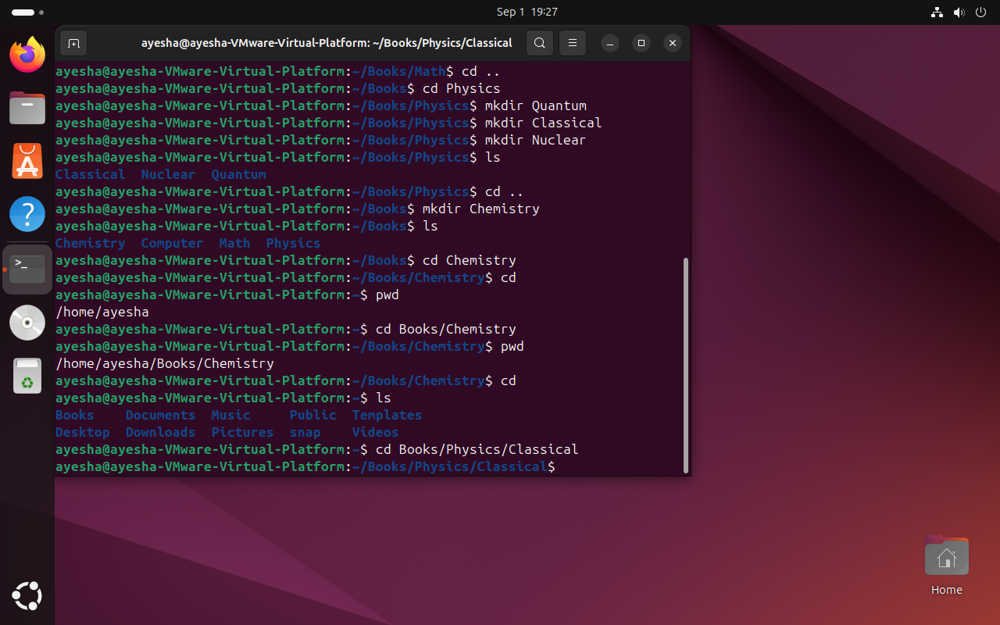 Sep 1 19:27
ayesha@ayesha-VMware-Virtual-Platform: ~/Books/Physics/Classical
ayesha@ayesha-VMware-Virtual-Platform:~/Books/Math$ cd ..
ayesha@ayesha-VMware-Virtual-Platform:~/Books$ cd Physics
ayesha@ayesha-VMware-Virtual-Platform:~/Books/Physics$ mkdir Quantum
ayesha@ayesha-VMware-Virtual-Platform:~/Books/Physics$ mkdir Classical
ayesha@ayesha-VMware-Virtual-Platform:~/Books/Physics$ mkdir Nuclear
ayesha@ayesha-VMware-Virtual-Platform:~/Books/Physics$ ls
Classical  Nuclear  Quantum
ayesha@ayesha-VMware-Virtual-Platform:~/Books/Physics$ cd ..
ayesha@ayesha-VMware-Virtual-Platform:~/Books$ mkdir Chemistry
ayesha@ayesha-VMware-Virtual-Platform:~/Books$ ls
Chemistry  Computer  Math  Physics
ayesha@ayesha-VMware-Virtual-Platform:~/Books$ cd Chemistry
ayesha@ayesha-VMware-Virtual-Platform:~/Books/Chemistry$ cd
ayesha@ayesha-VMware-Virtual-Platform:~$ pwd
/home/ayesha
ayesha@ayesha-VMware-Virtual-Platform:~$ cd Books/Chemistry
ayesha@ayesha-VMware-Virtual-Platform:~/Books/Chemistry$ pwd
/home/ayesha/Books/Chemistry
ayesha@ayesha-VMware-Virtual-Platform:~/Books/Chemistry$ cd
ayesha@ayesha-VMware-Virtual-Platform:~$ ls
Books    Documents  Music     Public  Templates
Desktop  Downloads  Pictures  snap    Videos
ayesha@ayesha-VMware-Virtual-Platform:~$ cd Books/Physics/Classical
ayesha@ayesha-VMware-Virtual-Platform:~/Books/Physics/Classical$
Home